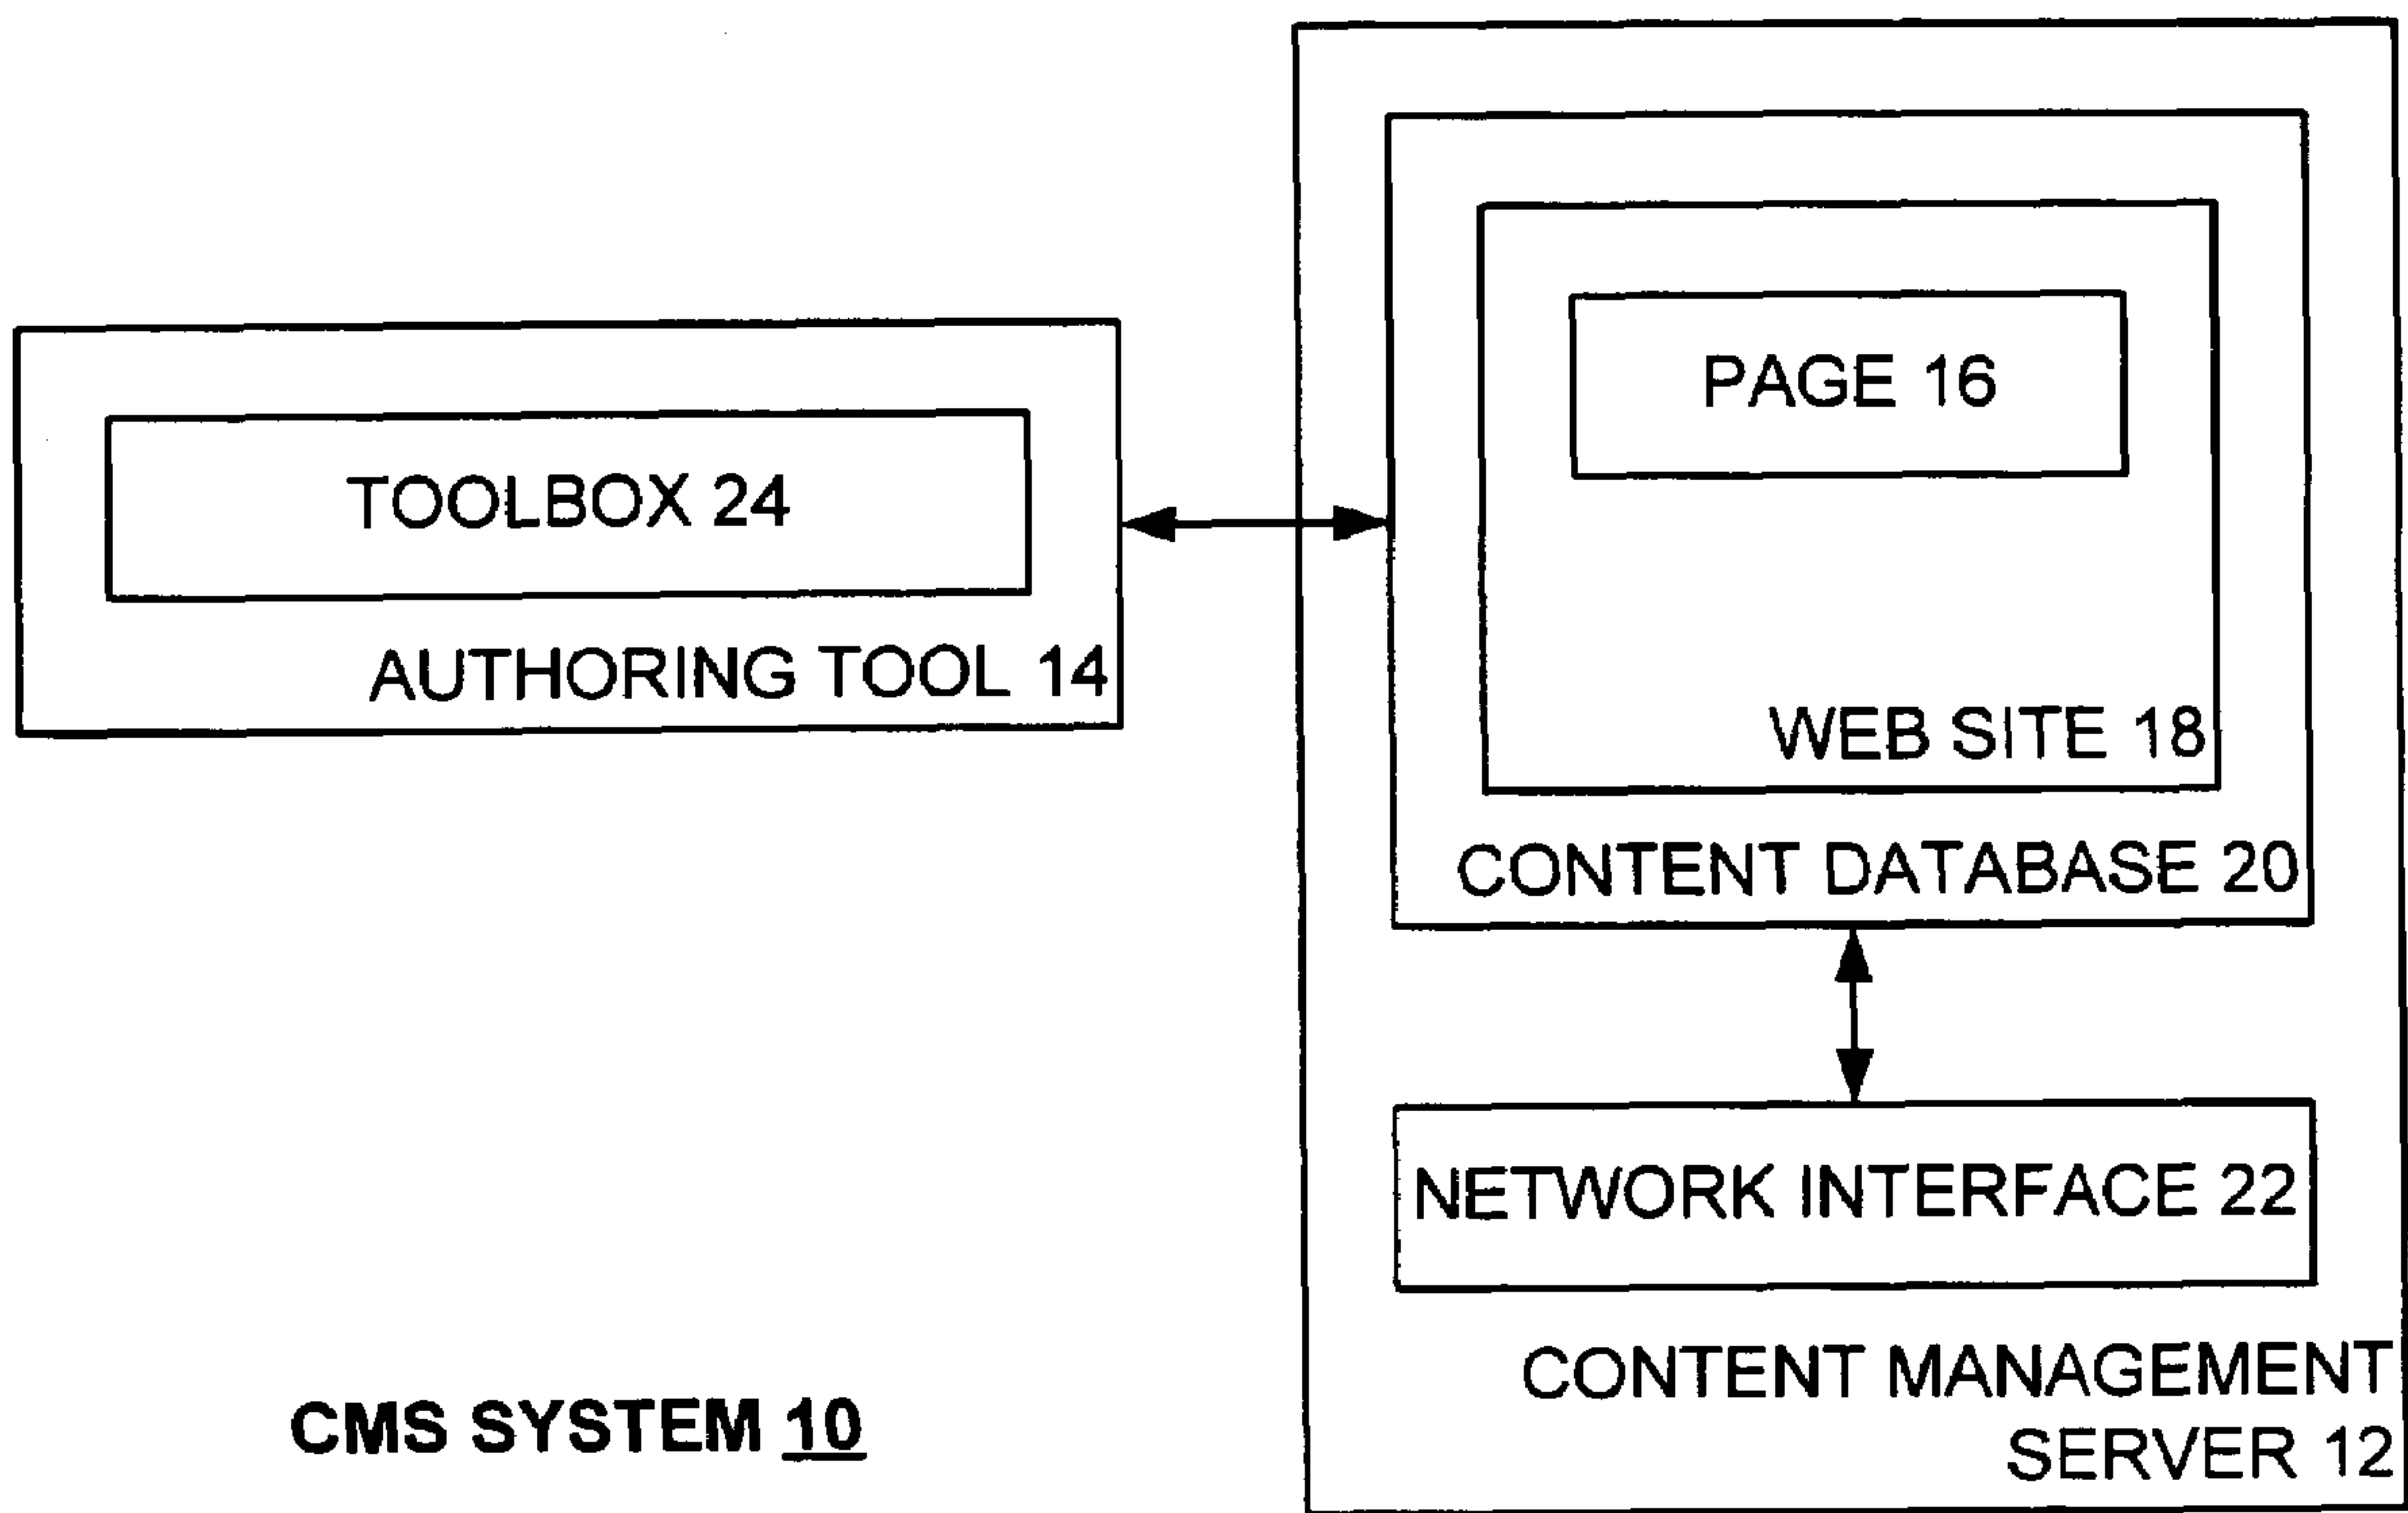 PAGE 16
TOOLBOX 24
AUTHORING TOOL 14
WEB SITE 18
CONTENT DATABASE 20
NETWORK INTERFACE 22
CONTENT MANAGEMENT
SERVER 12
CMS SYSTEM 10